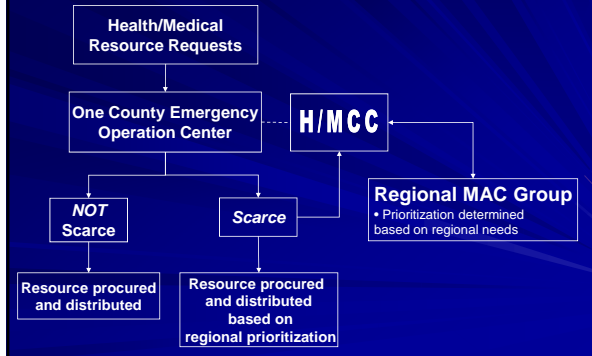 Health/Medical
Resource Requests
One County Emergency
Operation Center
H/MCC
Regional MAC Group
• Prioritization determined
based on regional needs
NOT
Scarce
Scarce
Resource procured
and distributed
Resource procured
and distributed
based on
regional prioritization